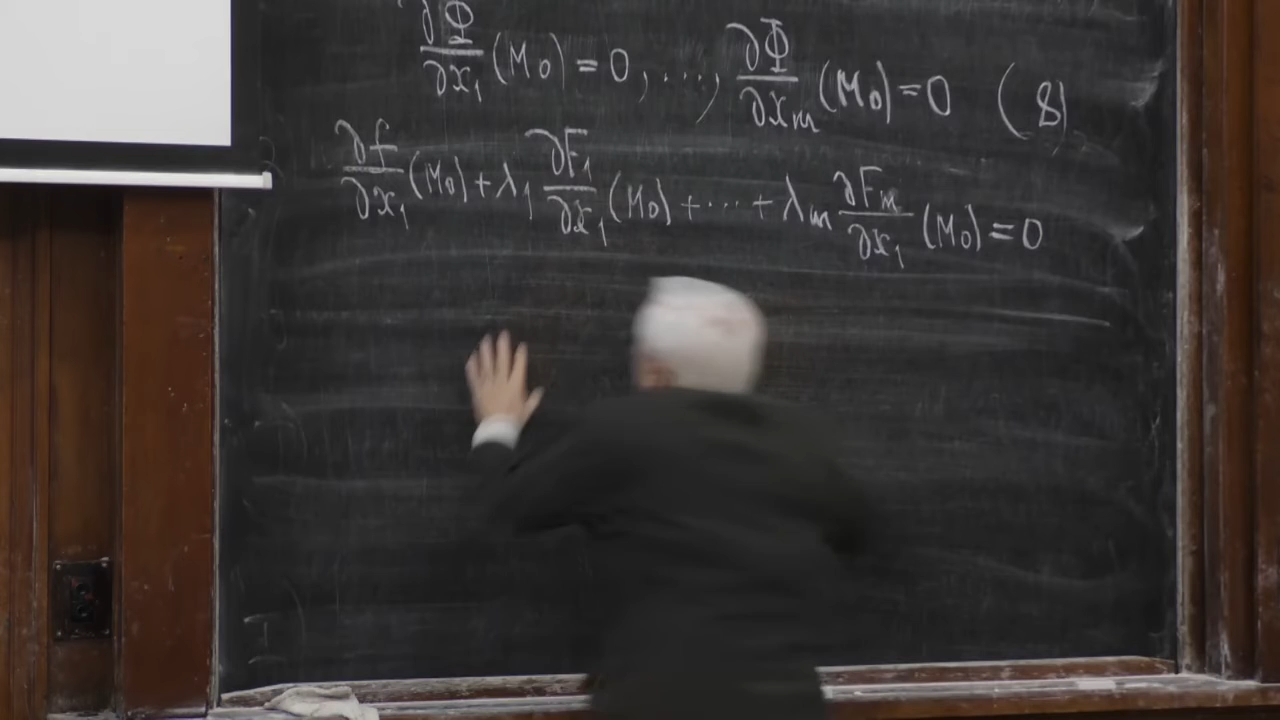 ∂Φ/∂x₁ (M₀) = 0, ..., ∂Φ/∂xₘ (M₀) = 0 (8)
∂f/∂x₁ (M₀) + λ₁ ∂F₁/∂x₁ (M₀) + ... + λₘ ∂Fₘ/∂x₁ (M₀) = 0